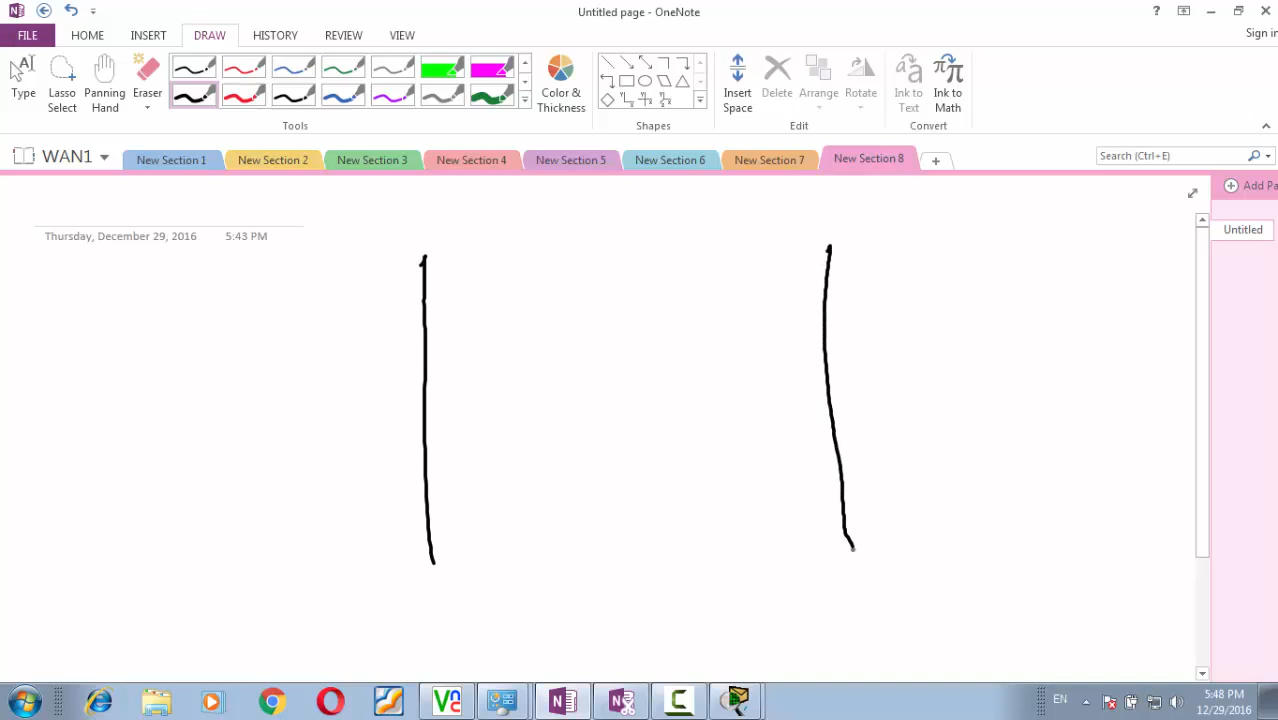 Untitled page - OneNote
?
FILE
HOME
INSERT
DRAW
HISTORY
REVIEW
VIEW
Sign in
Type
Lasso
Select
Panning
Hand
Eraser
Color &
Thickness
Insert
Space
Delete
Arrange
Rotate
Ink to
Text
Ink to
Math
Tools
Shapes
Edit
Convert
WAN1
New Section 1
New Section 2
New Section 3
New Section 4
New Section 5
New Section 6
New Section 7
New Section 8
Search (Ctrl+E)
Add Pa
Untitled
Thursday, December 29, 2016
5:43 PM
EN
5:48 PM
12/29/2016